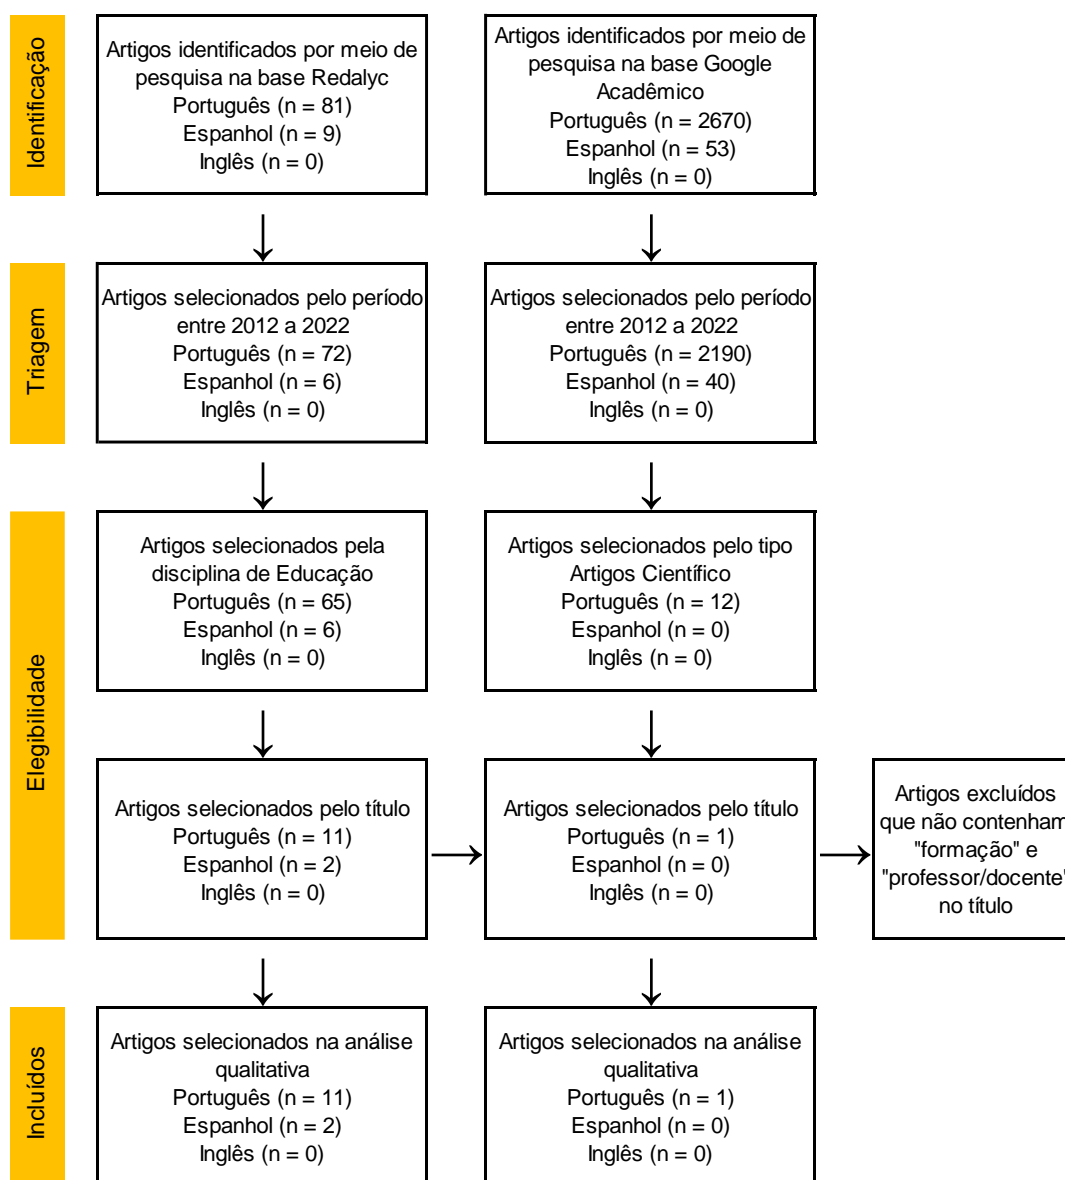 Identificação
Artigos identificados por meio de
pesquisa na base Redalyc
Português (n = 81)
Espanhol (n = 9)
Inglês (n = 0)
Artigos identificados por meio de
pesquisa na base Google
Acadêmico
Português (n = 2670)
Espanhol (n = 53)
Inglês (n = 0)
Triagem
Artigos selecionados pelo período
entre 2012 a 2022
Português (n = 72)
Espanhol (n = 6)
Inglês (n = 0)
Artigos selecionados pelo período
entre 2012 a 2022
Português (n = 2190)
Espanhol (n = 40)
Inglês (n = 0)
Elegibilidade
Artigos selecionados pela
disciplina de Educação
Português (n = 65)
Espanhol (n = 6)
Inglês (n = 0)
Artigos selecionados pelo tipo
Artigos Científico
Português (n = 12)
Espanhol (n = 0)
Inglês (n = 0)
Artigos selecionados pelo título
Português (n = 11)
Espanhol (n = 2)
Inglês (n = 0)
Artigos selecionados pelo título
Português (n = 1)
Espanhol (n = 0)
Inglês (n = 0)
Artigos excluídos
que não contenham
"formação" e
"professor/docente"
no título
Incluídos
Artigos selecionados na análise
qualitativa
Português (n = 11)
Espanhol (n = 2)
Inglês (n = 0)
Artigos selecionados na análise
qualitativa
Português (n = 1)
Espanhol (n = 0)
Inglês (n = 0)